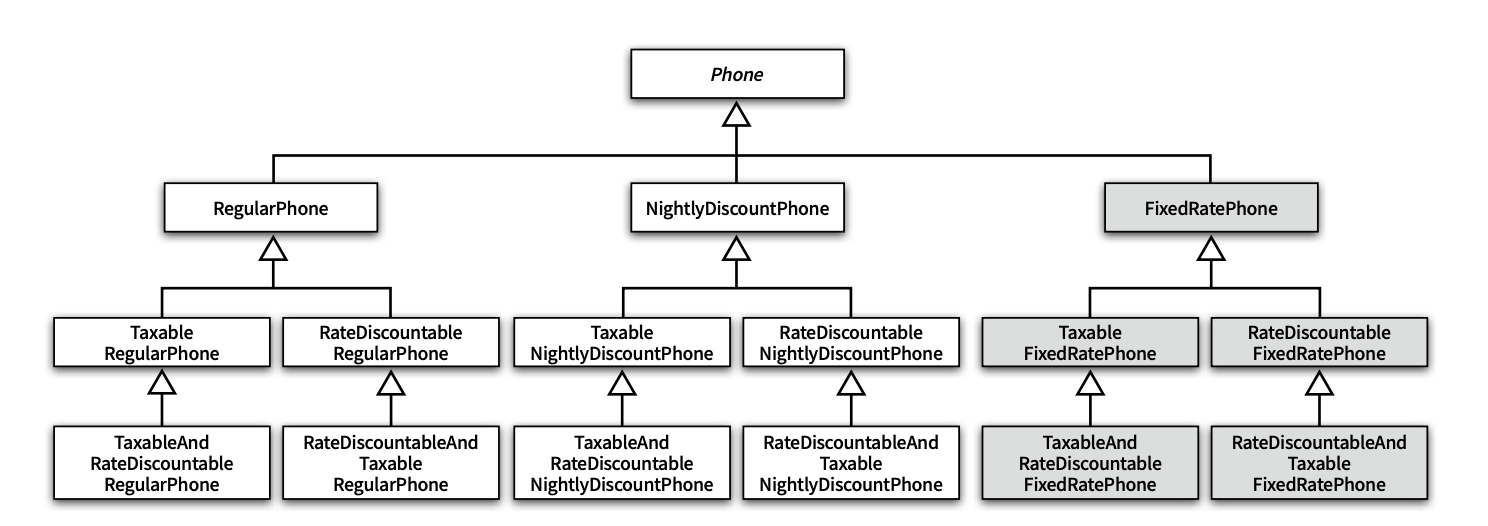 Phone
RegularPhone
NightlyDiscountPhone
FixedRatePhone
Taxable
RegularPhone
RateDiscountable
RegularPhone
Taxable
NightlyDiscountPhone
RateDiscountable
NightlyDiscountPhone
Taxable
FixedRatePhone
RateDiscountable
FixedRatePhone
TaxableAnd
RateDiscountable
RegularPhone
RateDiscountableAnd
Taxable
RegularPhone
TaxableAnd
RateDiscountable
NightlyDiscountPhone
RateDiscountableAnd
Taxable
NightlyDiscountPhone
TaxableAnd
RateDiscountable
FixedRatePhone
RateDiscountableAnd
Taxable
FixedRatePhone